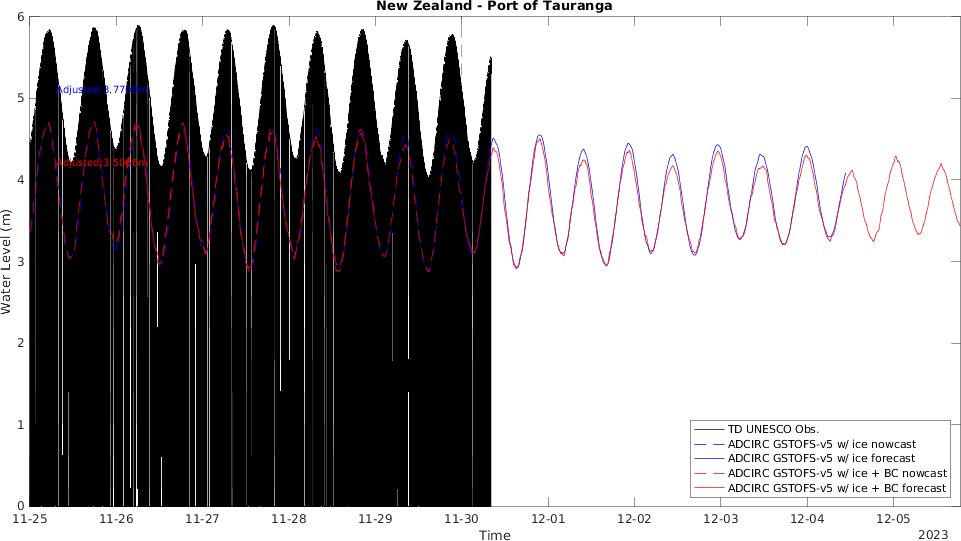 New Zealand - Port of Tauranga
Water Level (m)
6
5
4
3
2
1
0
Adjusted
Adjusted
11-25 11-26 11-27 11-28 11-29 11-30 12-01 12-02 12-03 12-04 12-05
Time
2023
TD UNESCO Obs.
ADCIRC GSTOFS-v5 w/ ice nowcast
ADCIRC GSTOFS-v5 w/ ice forecast
ADCIRC GSTOFS-v5 w/ ice + BC nowcast
ADCIRC GSTOFS-v5 w/ ice + BC forecast